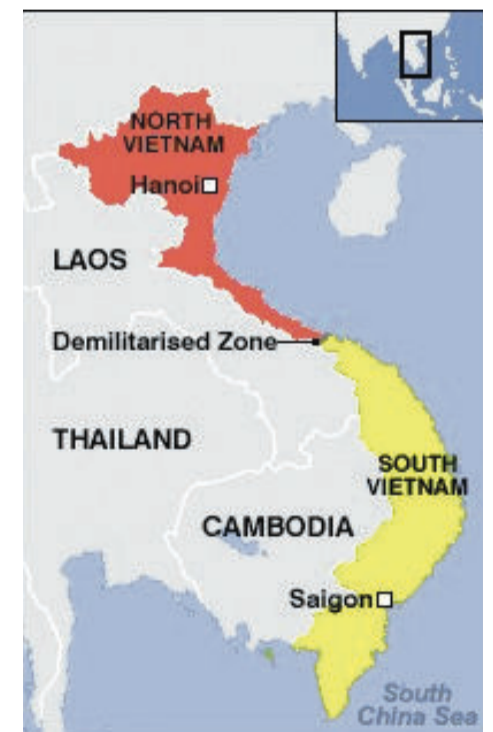 NORTH
VIETNAM
Hanoi
LAOS
Demilitarised Zone
THAILAND
SOUTH
VIETNAM
CAMBODIA
Saigon
South
China Sea